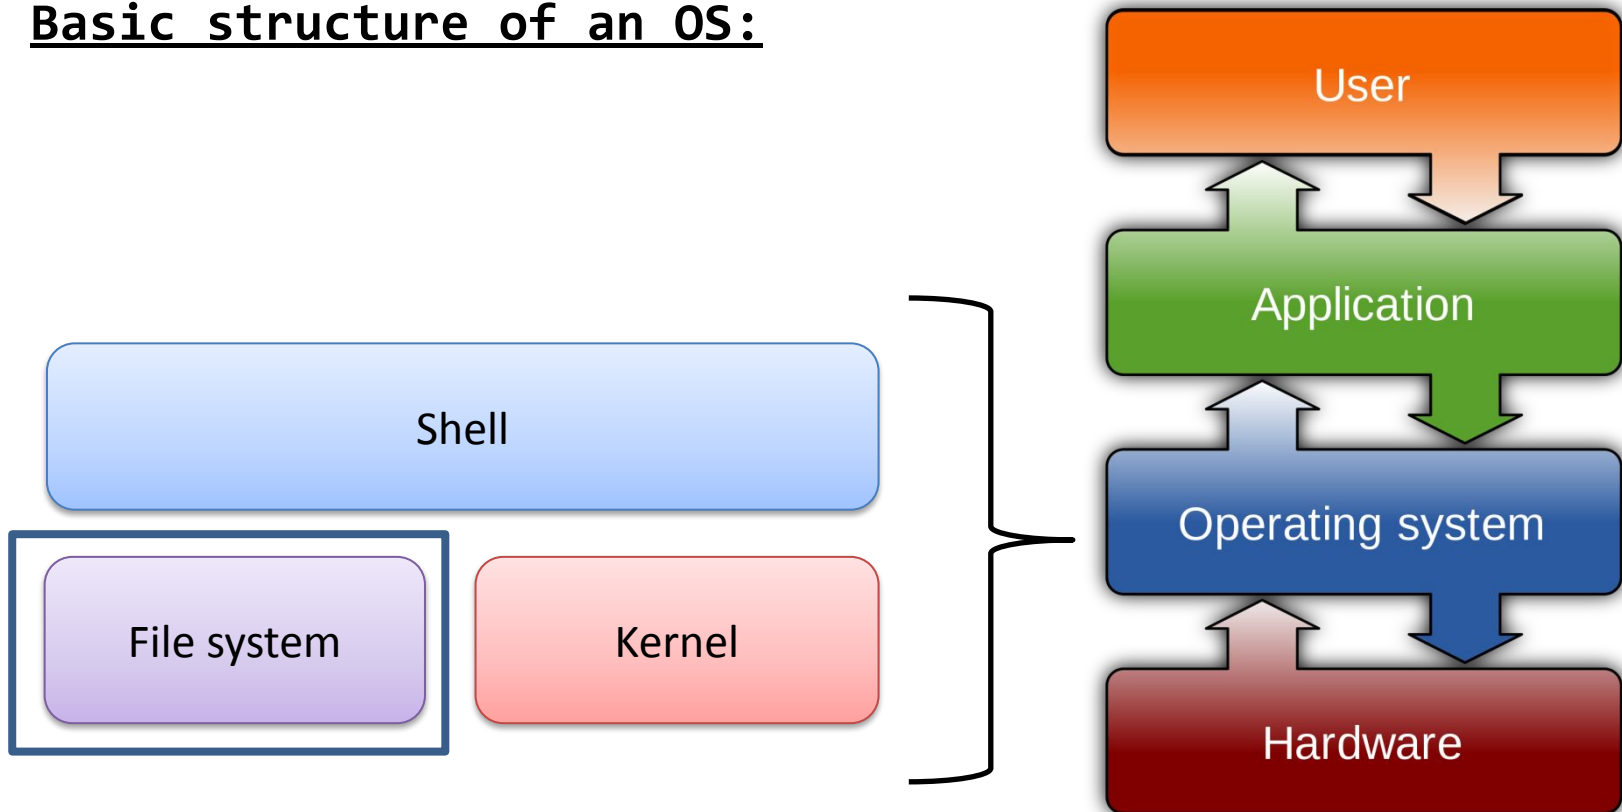 Basic structure of an OS:
User
Application
Shell
Operating system
File system
Kernel
Hardware